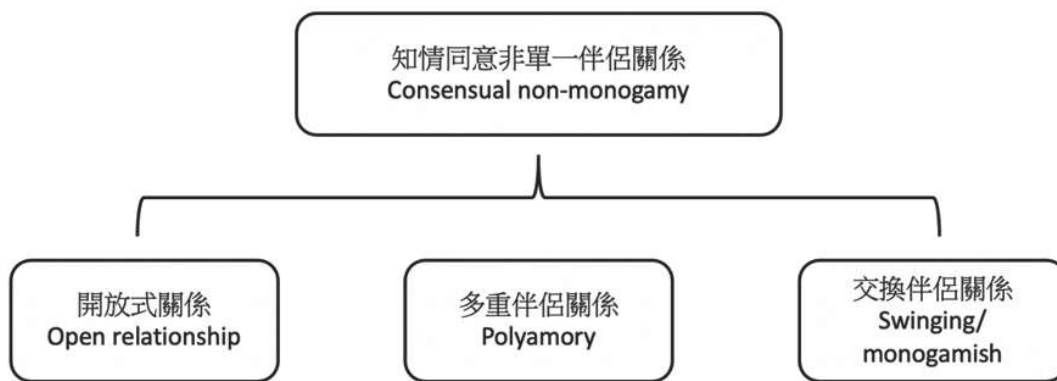 知情同意非單一伴侶關係
Consensual non-monogamy
開放式關係
Open relationship
多重伴侶關係
Polyamory
交換伴侶關係
Swinging/
monogamish